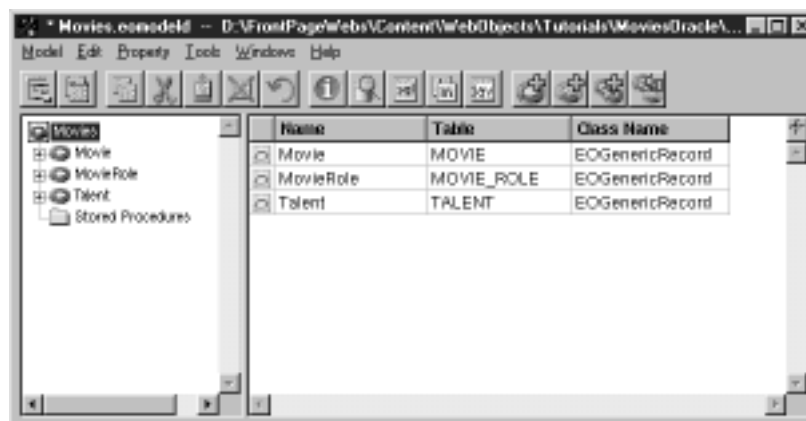 * Movies.eomodeld -- D:\FrontPageWebs\Content\WebObjects\Tutorials\MoviesOracle\...
Model Edit Property Tools Windows Help
Movies
Movie
MovieRole
Talent
Stored Procedures
Name Table Class Name
Movie MOVIE EOGenericRecord
MovieRole MOVIE_ROLE EOGenericRecord
Talent TALENT EOGenericRecord